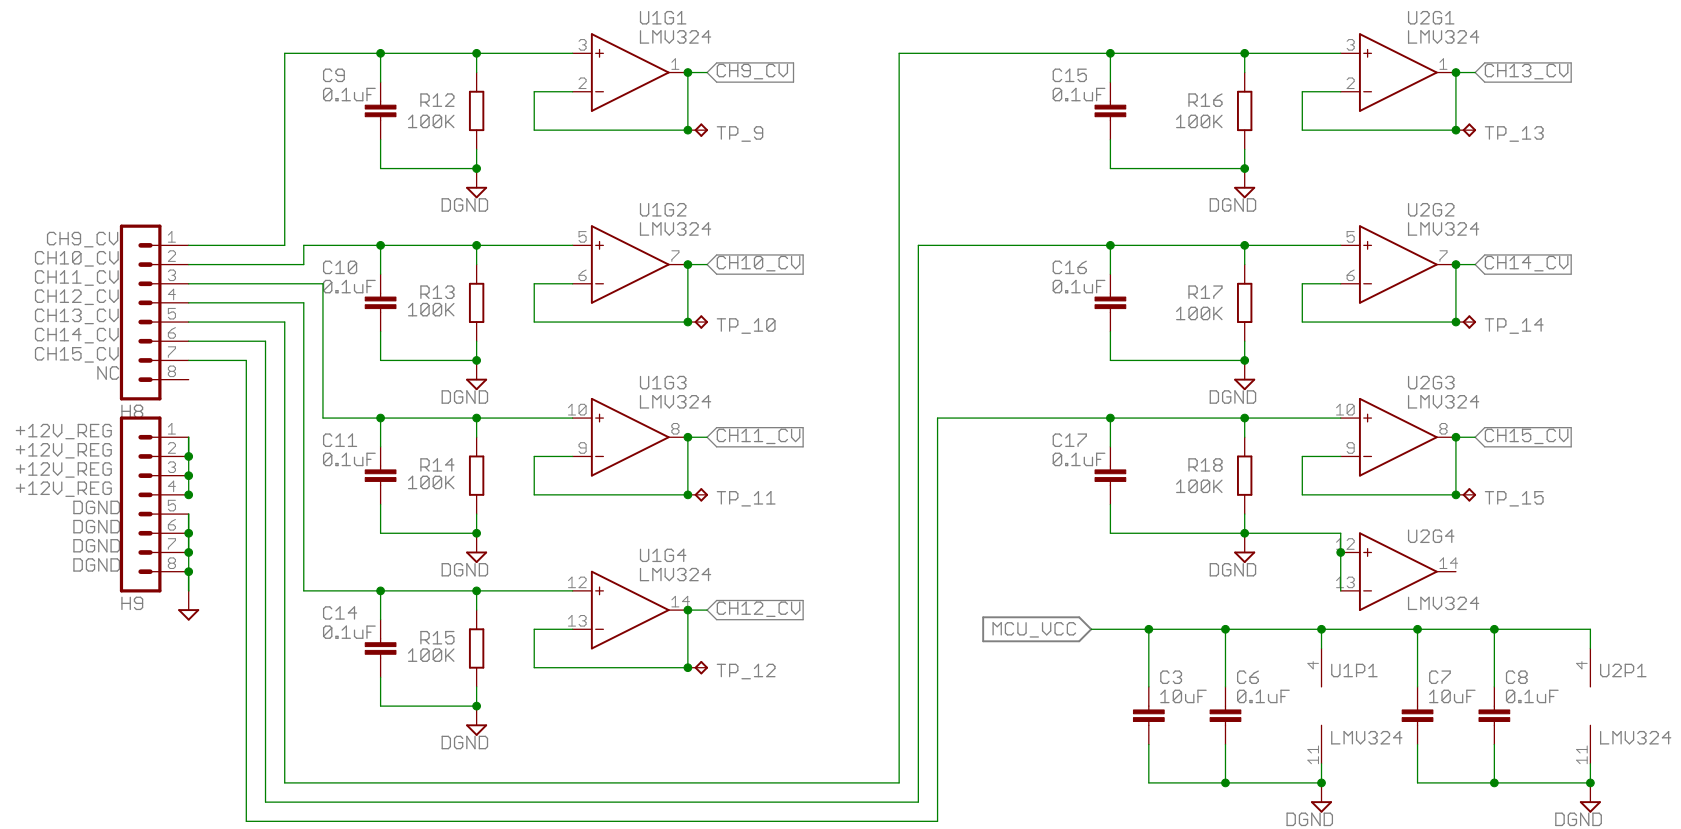 U1G1
LMV324
3
+
1
2
−
CH9_CV
C9
0.1uF
R12
100K
TP_9
DGND
U2G1
LMV324
3
+
1
2
−
CH13_CV
C15
0.1uF
R16
100K
TP_13
DGND
U1G2
LMV324
5
+
7
6
−
CH10_CV
C10
0.1uF
R13
100K
TP_10
DGND
U2G2
LMV324
5
+
7
6
−
CH14_CV
C16
0.1uF
R17
100K
TP_14
DGND
CH9_CV 1
CH10_CV 2
CH11_CV 3
CH12_CV 4
CH13_CV 5
CH14_CV 6
CH15_CV 7
NC 8
H8
+12V_REG 1
+12V_REG 2
+12V_REG 3
+12V_REG 4
DGND 5
DGND 6
DGND 7
DGND 8
H9
U1G3
LMV324
10
+
8
9
−
CH11_CV
C11
0.1uF
R14
100K
TP_11
DGND
U2G3
LMV324
10
+
8
9
−
CH15_CV
C17
0.1uF
R18
100K
TP_15
DGND
U1G4
LMV324
12
+
14
13
−
CH12_CV
C14
0.1uF
R15
100K
TP_12
DGND
U2G4
12
+
14
13
−
LMV324
MCU_VCC
C3
10uF
C6
0.1uF
4
U1P1
LMV324
11
DGND
C7
10uF
C8
0.1uF
4
U2P1
LMV324
11
DGND